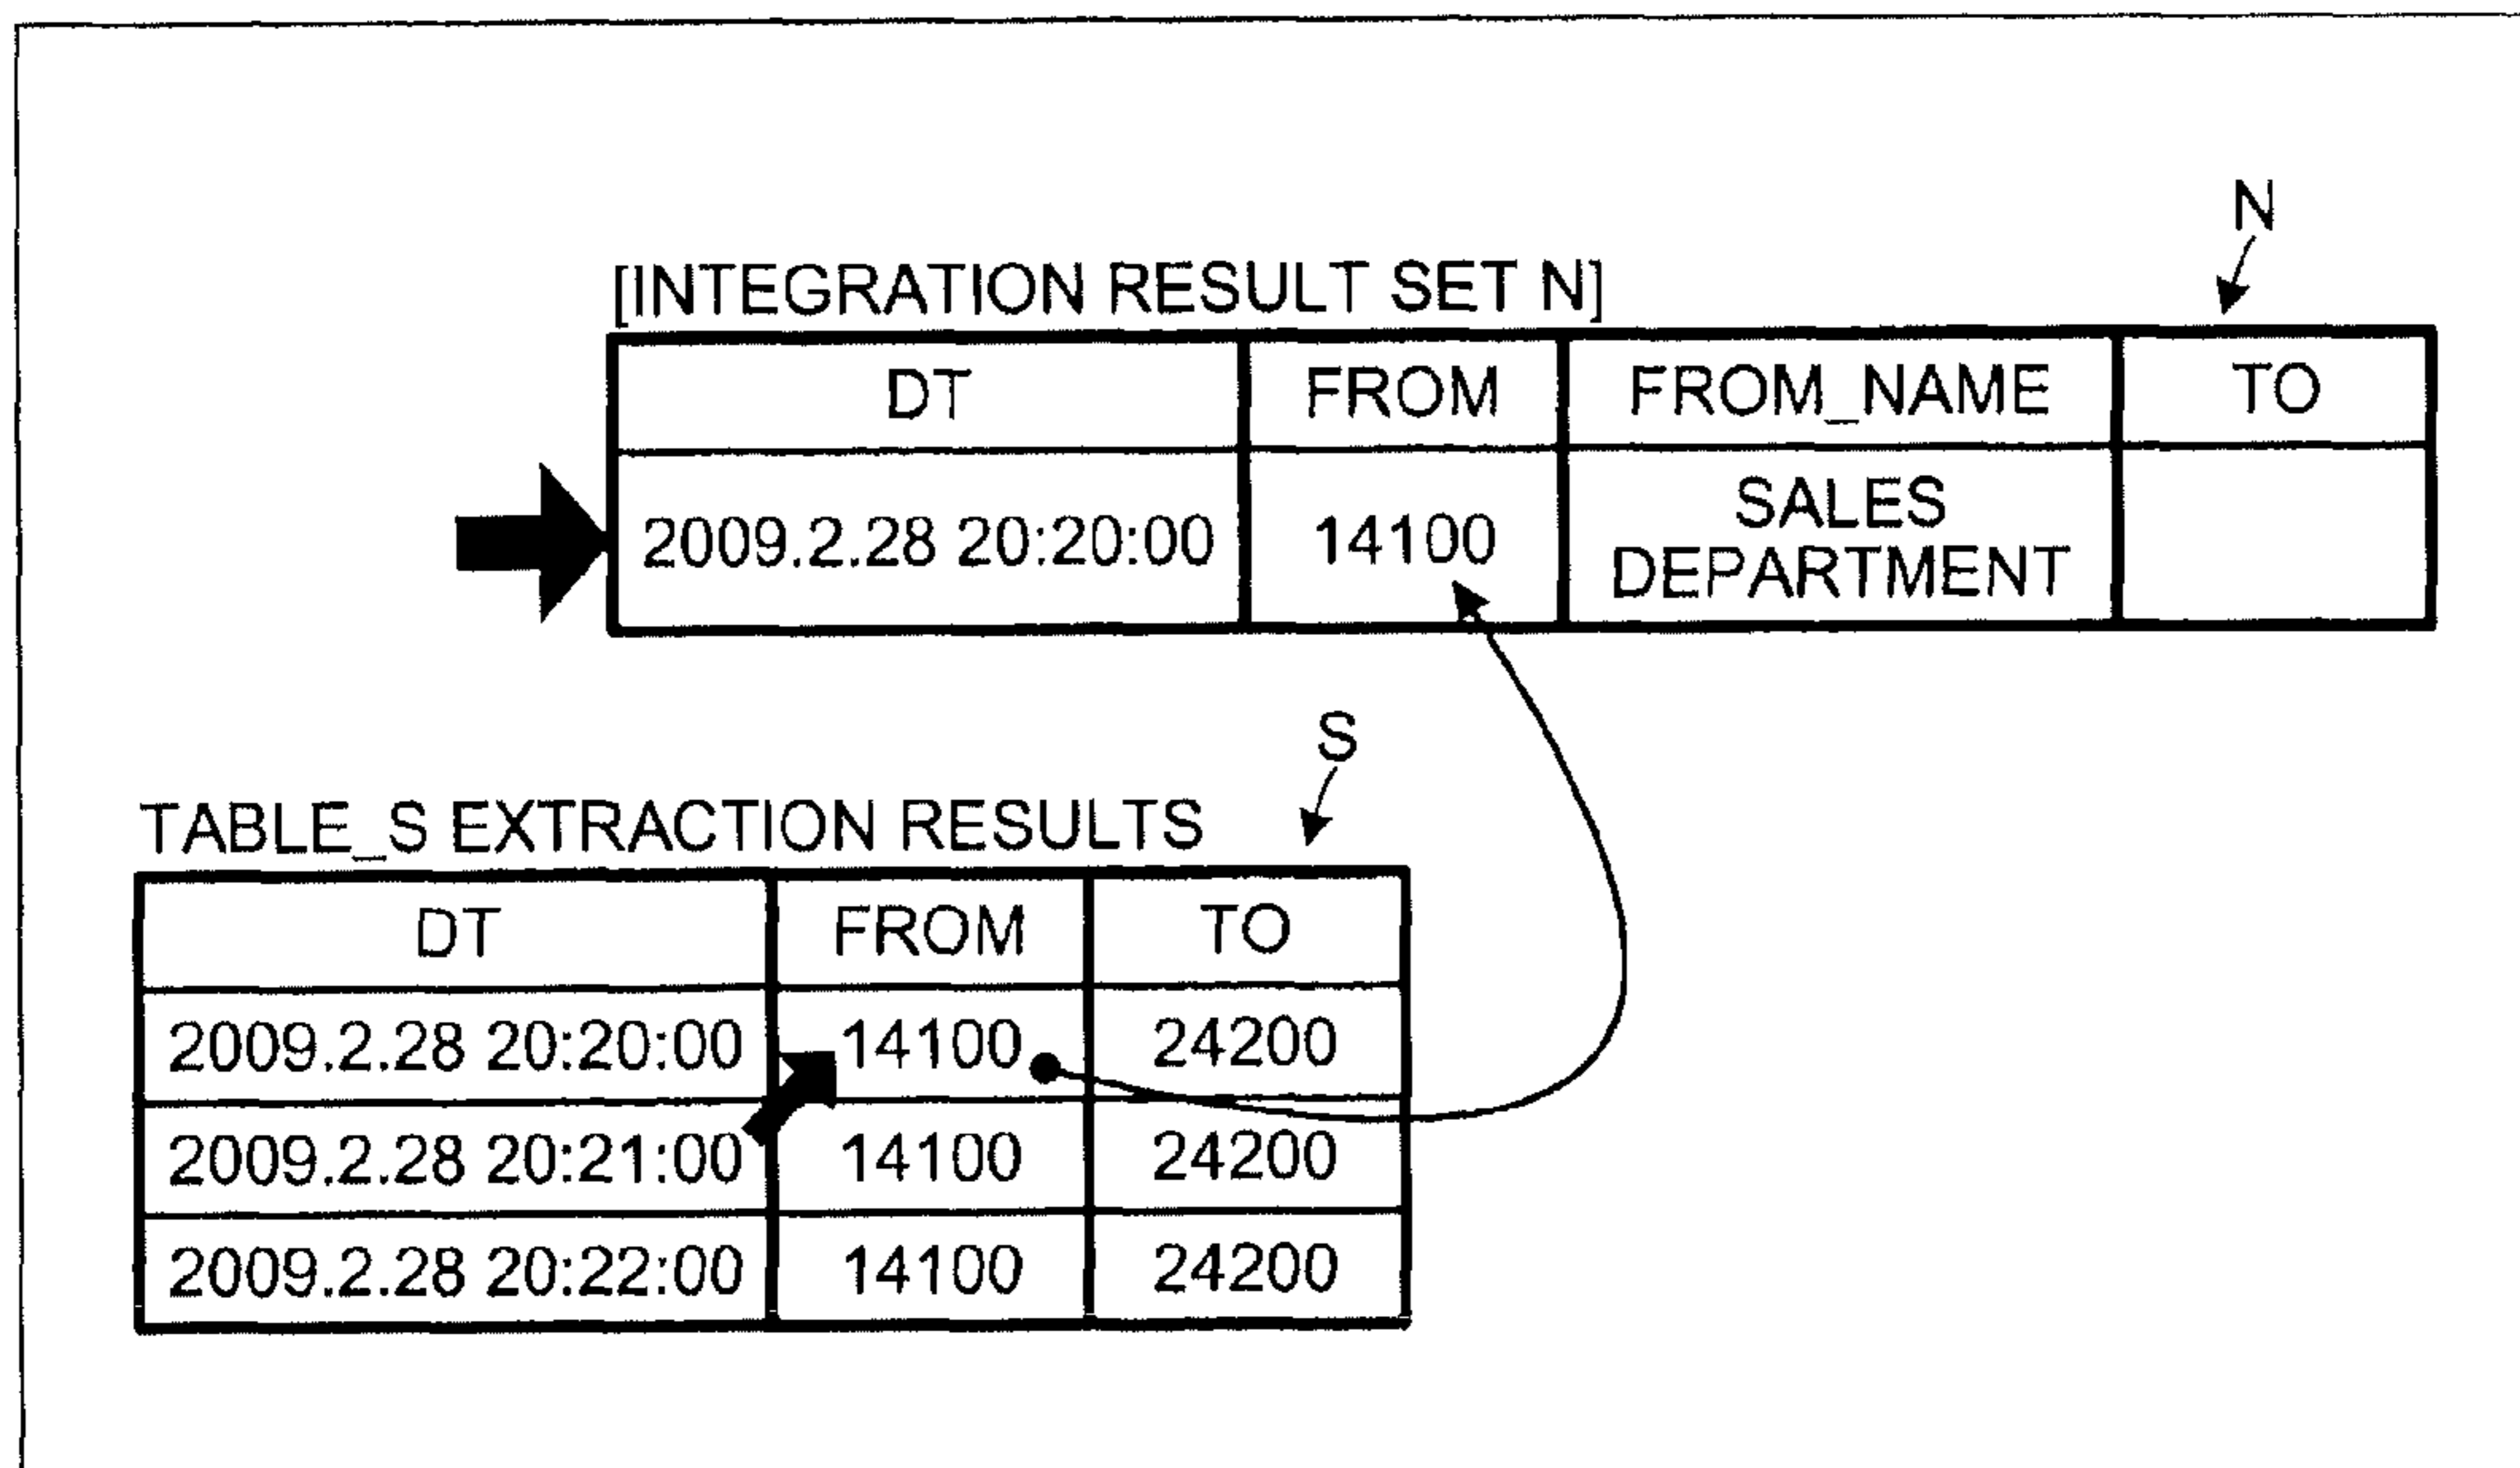 N
[INTEGRATION RESULT SET N]
DT FROM FROM_NAME TO
2009.2.28 20:20:00 14100 SALES DEPARTMENT
S
TABLE_S EXTRACTION RESULTS
DT FROM TO
2009.2.28 20:20:00 14100 24200
2009.2.28 20:21:00 14100 24200
2009.2.28 20:22:00 14100 24200